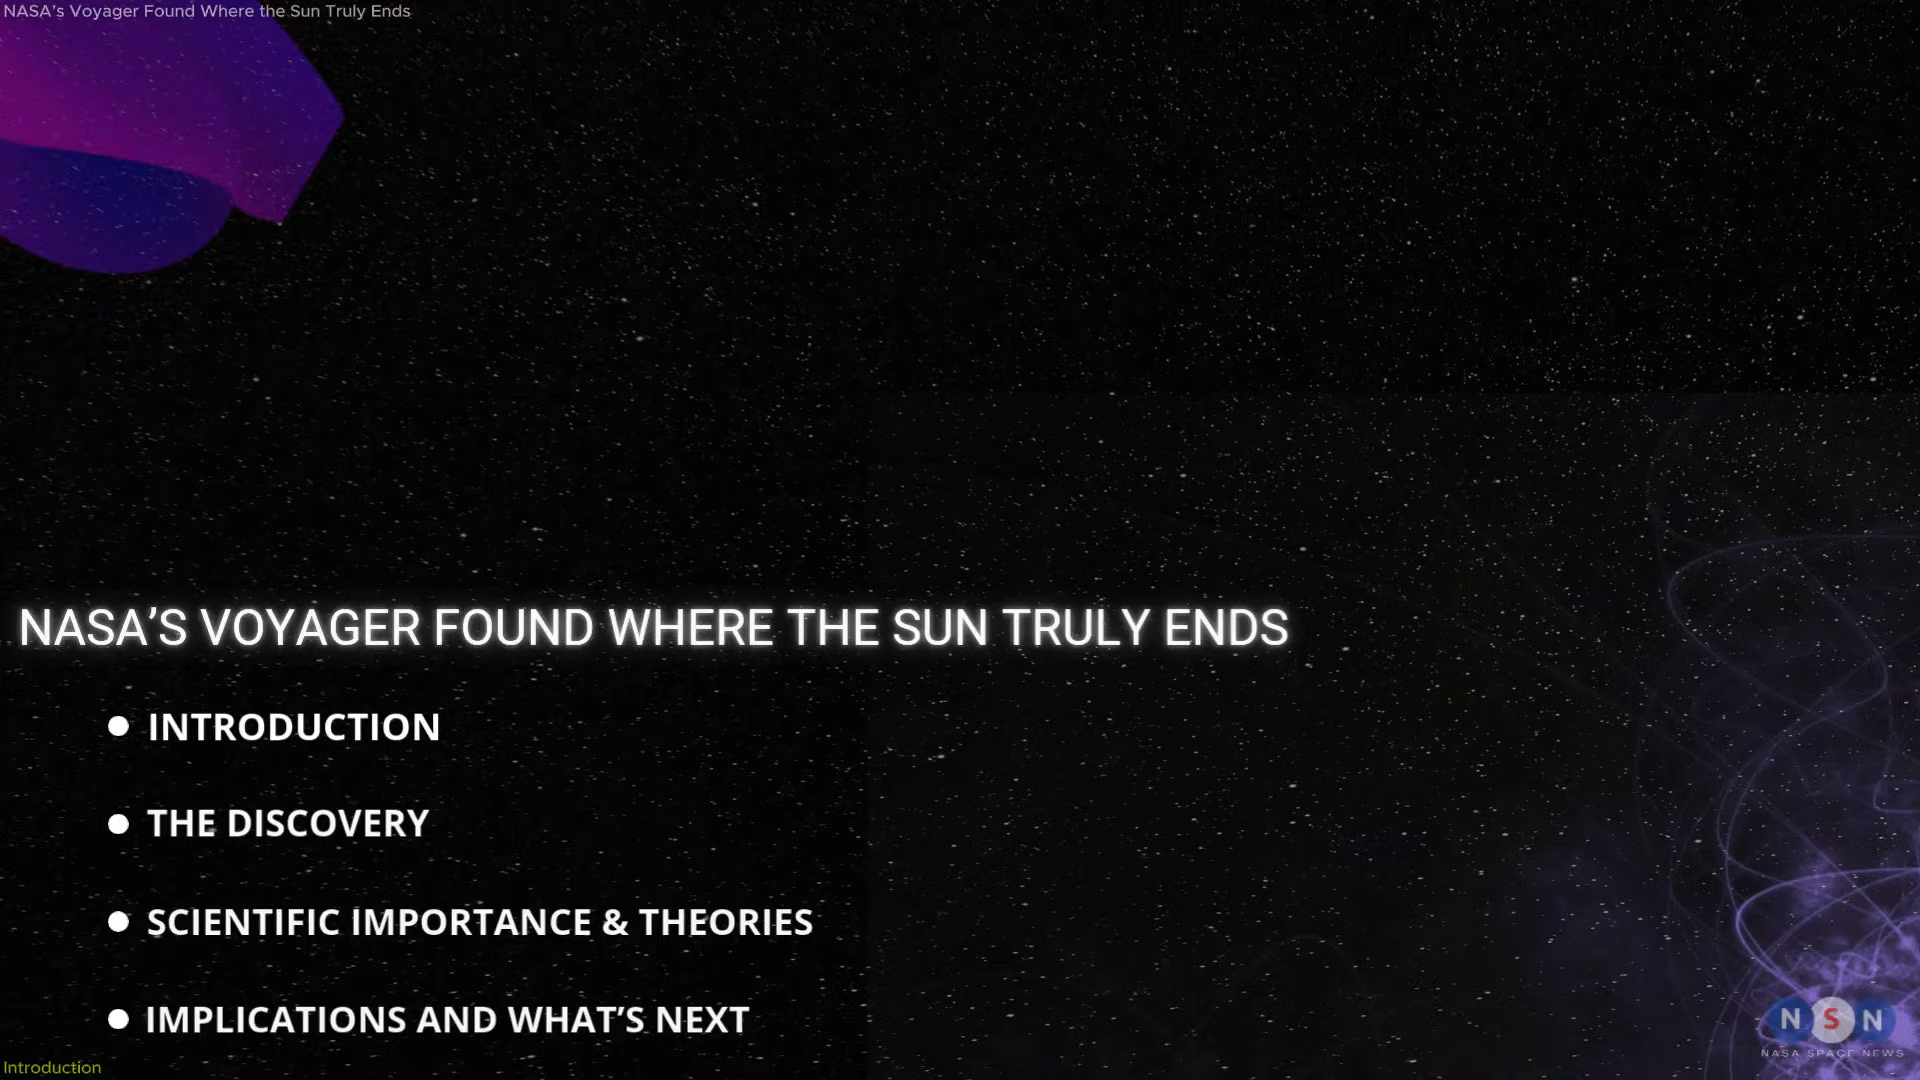 NASA's Voyager Found Where the Sun Truly Ends
NASA’S VOYAGER FOUND WHERE THE SUN TRULY ENDS
INTRODUCTION
THE DISCOVERY
SCIENTIFIC IMPORTANCE & THEORIES
IMPLICATIONS AND WHAT’S NEXT
N S N
NASA SPACE NEWS
Introduction